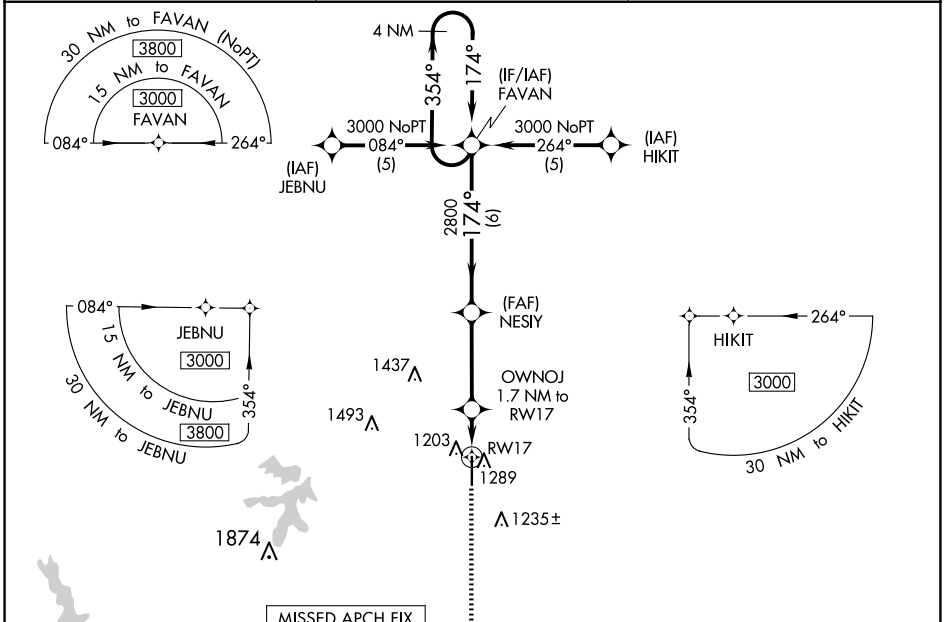 30 NM to FAVAN (NoPT)
3800
15 NM to FAVAN
3000
FAVAN
084°
264°
4 NM
354°
174°
(IF/IAF)
FAVAN
3000 NoPT
084°
(5)
(IAF)
JEBNU
3000 NoPT
264°
(5)
(IAF)
HIKIT
2800
174°
(6)
(FAF)
NESIY
084°
JEBNU
3000
15 NM to JEBNU
3800
30 NM to JEBNU
354°
1437
1493
OWNOJ
1.7 NM to
RW17
1203
RW17
1289
1235±
1874
264°
HIKIT
3000
354°
30 NM to HIKIT
MISSED APCH FIX